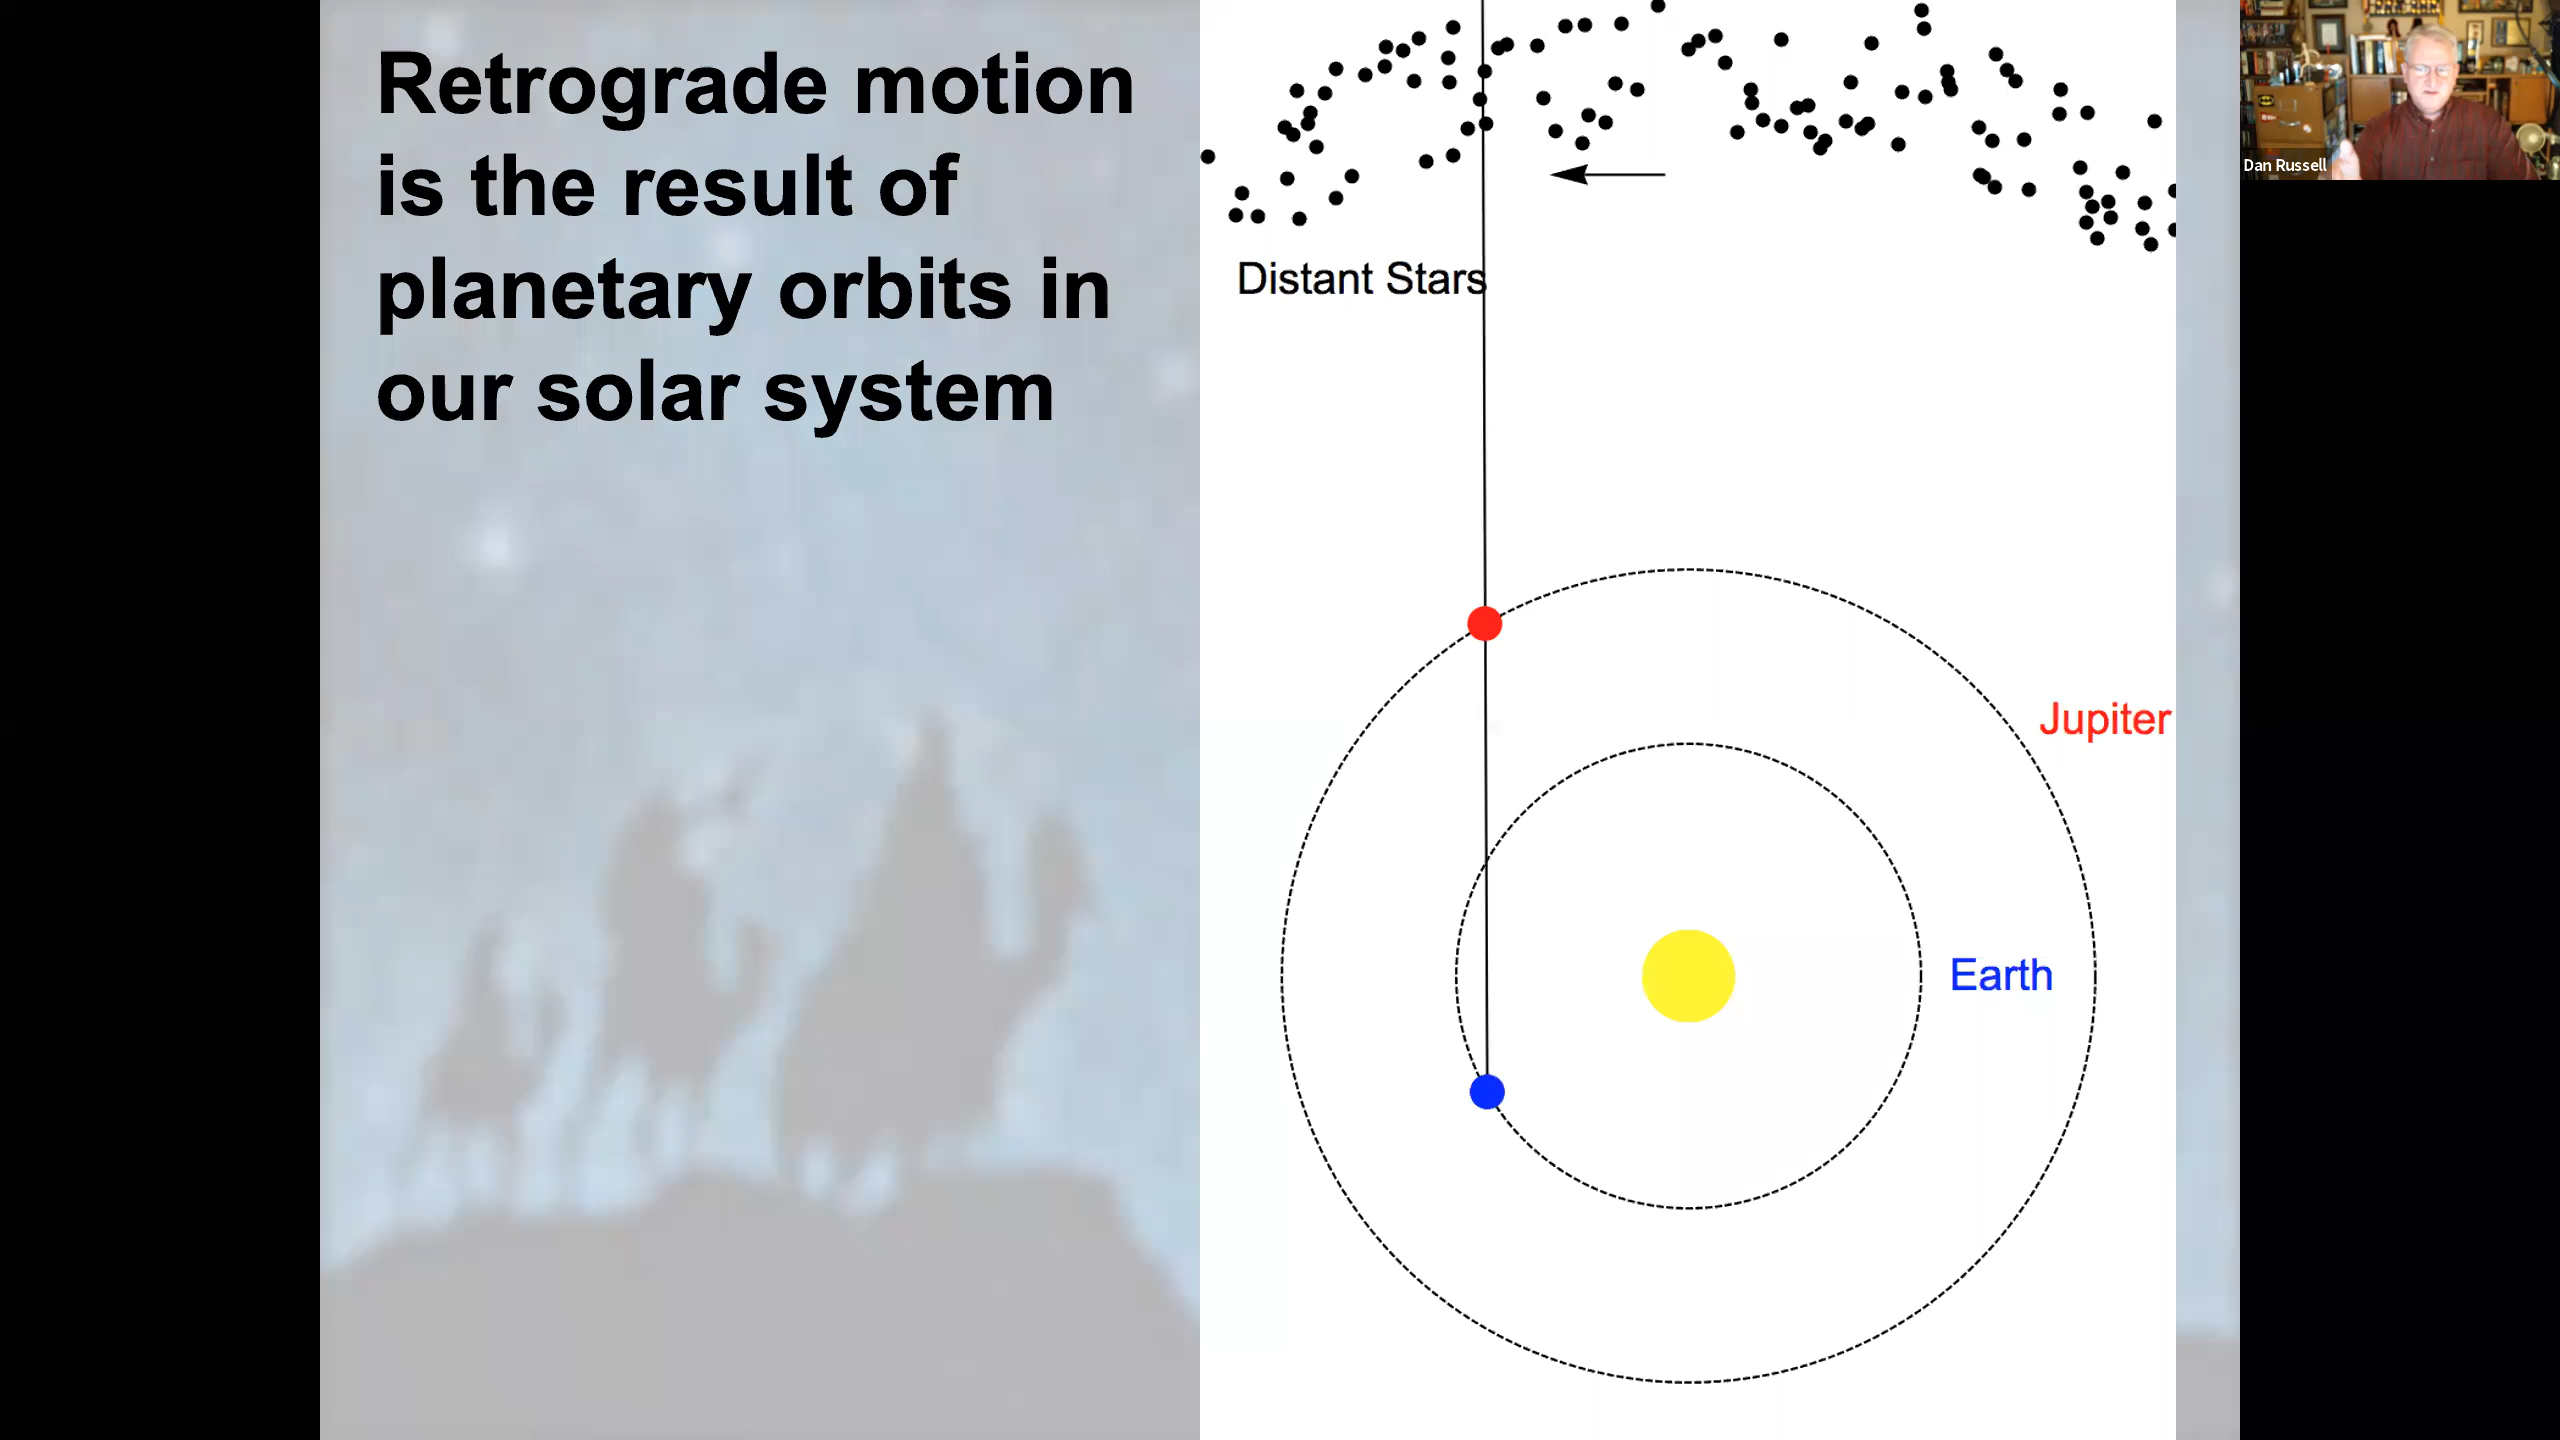 Retrograde motion
is the result of
planetary orbits in
our solar system
Distant Stars
Jupiter
Earth
Dan Russell